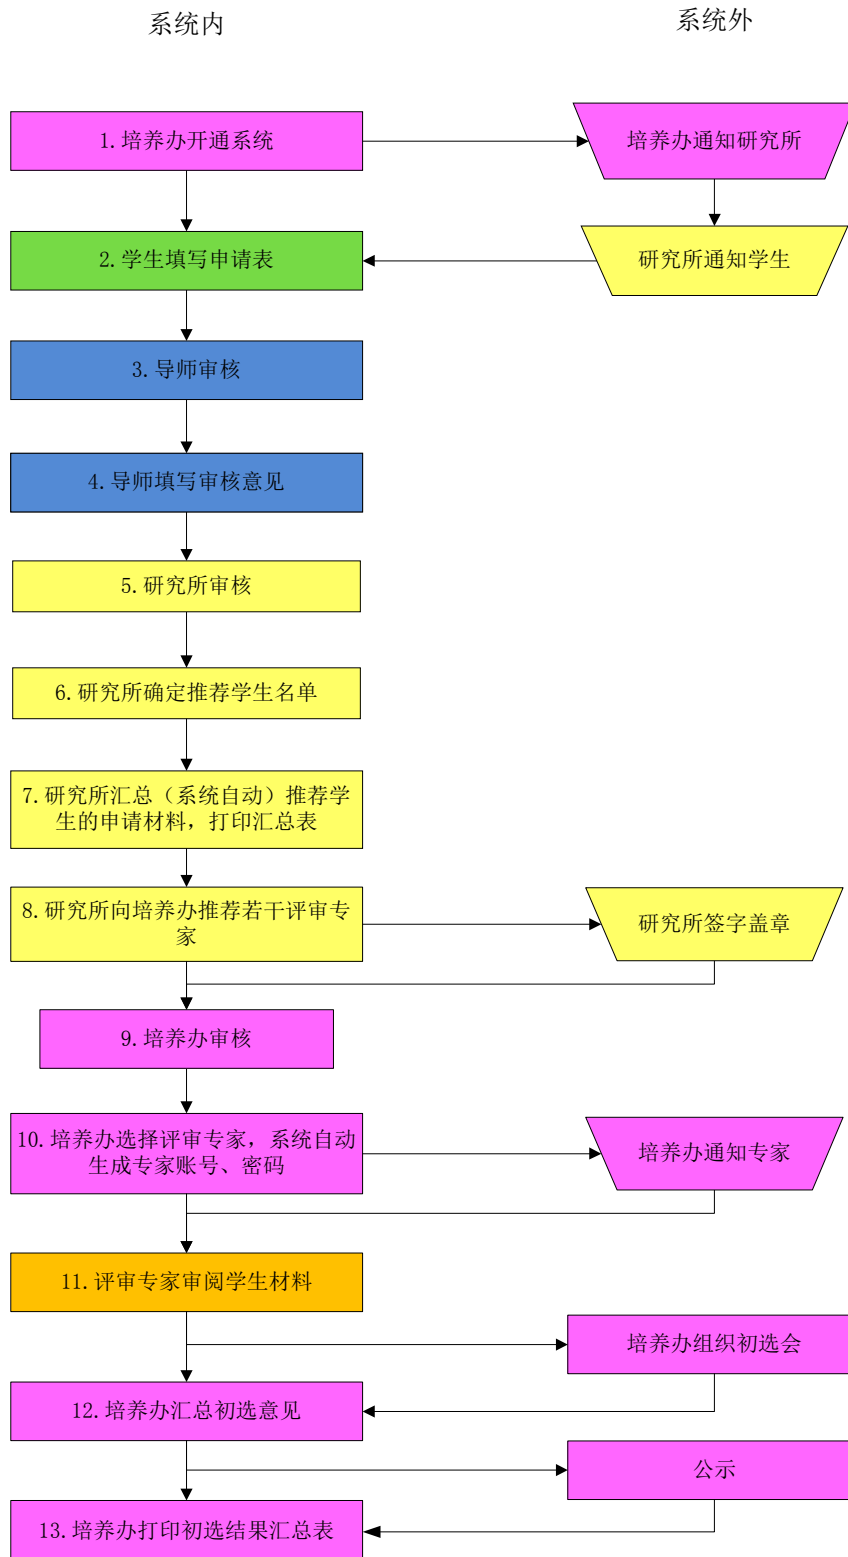 系统内
系统外
1.培养办开通系统
培养办通知研究所
2.学生填写申请表
研究所通知学生
3.导师审核
4.导师填写审核意见
5.研究所审核
6.研究所确定推荐学生名单
7.研究所汇总（系统自动）推荐学
生的申请材料，打印汇总表
8.研究所向培养办推荐若干评审专
家
研究所签字盖章
9.培养办审核
10.培养办选择评审专家，系统自动
生成专家账号、密码
培养办通知专家
11.评审专家审阅学生材料
培养办组织初选会
12.培养办汇总初选意见
公示
13.培养办打印初选结果汇总表